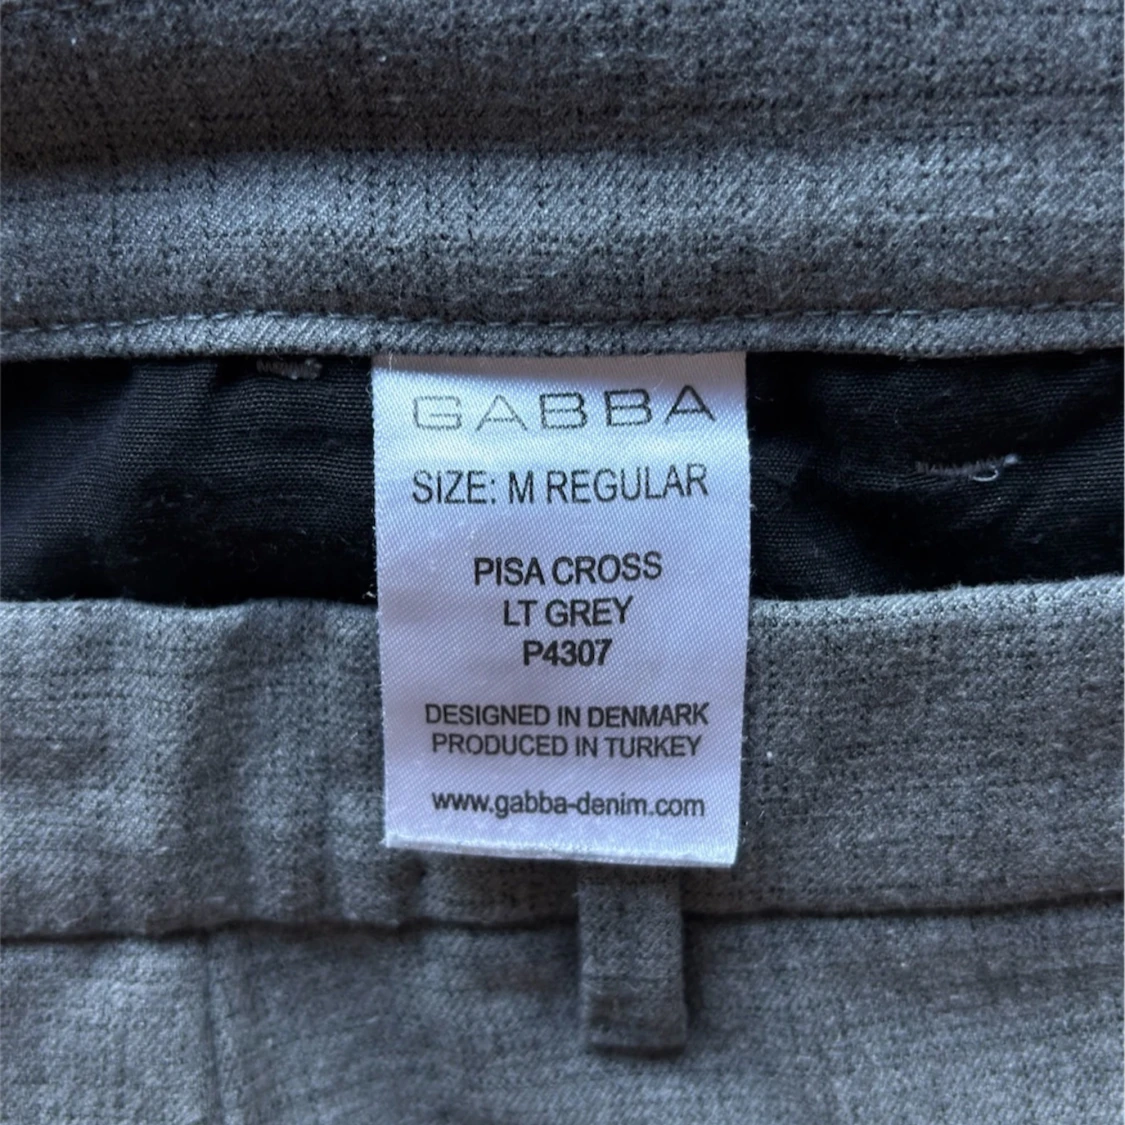 GABBA
SIZE: M REGULAR
PISA CROSS
LT GREY
P4307
DESIGNED IN DENMARK
PRODUCED IN TURKEY
www.gabba-denim.com